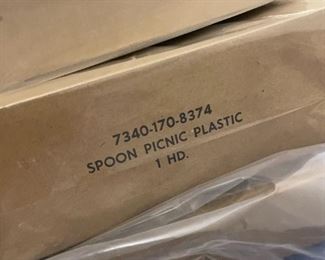 7340-170-8374
SPOON PICNIC PLASTIC
1 HD.